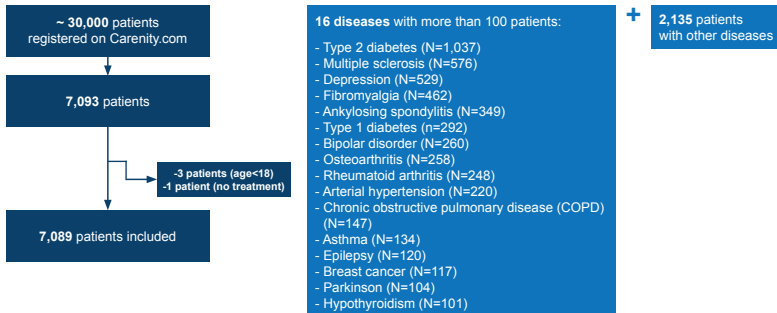 ~ 30,000 patients
registered on Carenity.com
7,093 patients
-3 patients (age<18)
-1 patient (no treatment)
7,089 patients included
16 diseases with more than 100 patients:
- Type 2 diabetes (N=1,037)
- Multiple sclerosis (N=576)
- Depression (N=529)
- Fibromyalgia (N=462)
- Ankylosing spondylitis (N=349)
- Type 1 diabetes (n=292)
- Bipolar disorder (N=260)
- Osteoarthritis (N=258)
- Rheumatoid arthritis (N=248)
- Arterial hypertension (N=220)
- Chronic obstructive pulmonary disease (COPD)
(N=147)
- Asthma (N=134)
- Epilepsy (N=120)
- Breast cancer (N=117)
- Parkinson (N=104)
- Hypothyroidism (N=101)
+
2,135 patients
with other diseases